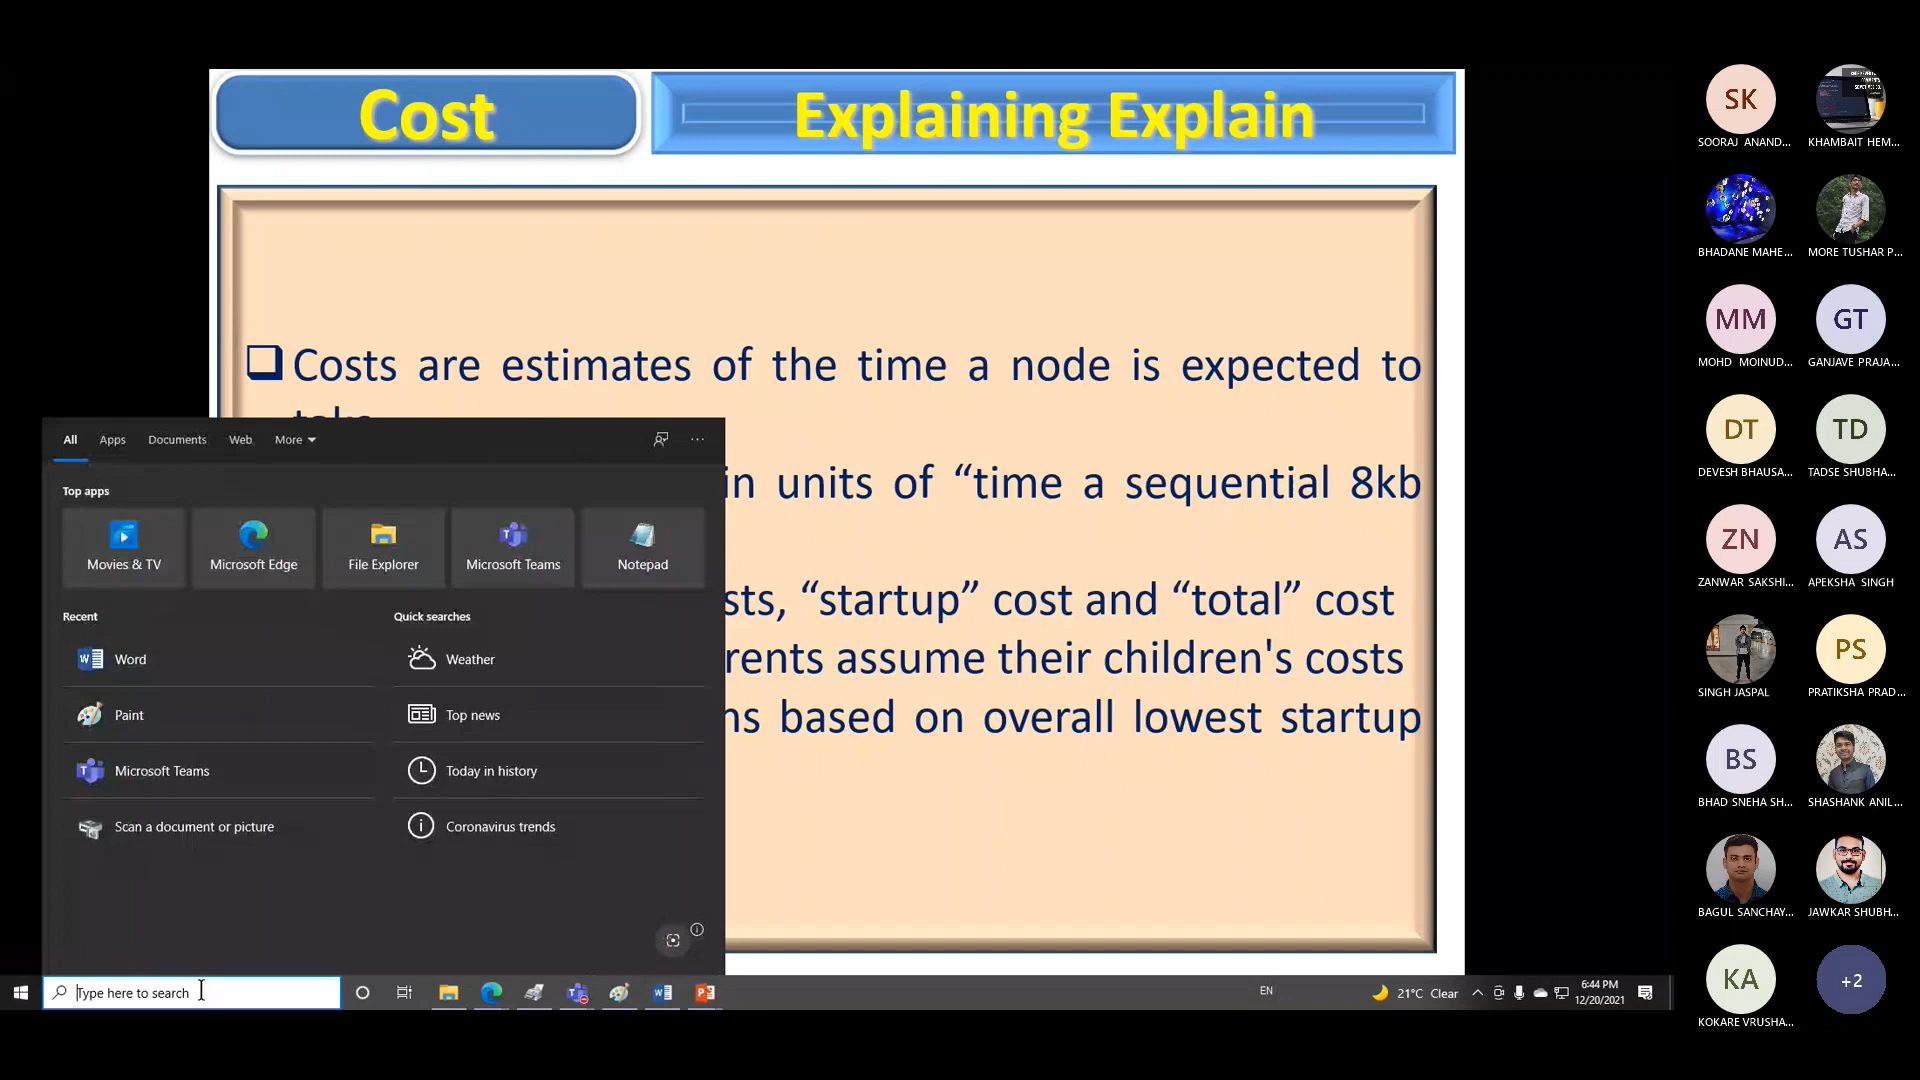 Cost
Explaining Explain
Costs are estimates of the time a node is expected to
in units of “time a sequential 8kb
sts, “startup” cost and “total” cost
rents assume their children's costs
ns based on overall lowest startup
All Apps Documents Web More
Top apps
Movies & TV
Microsoft Edge
File Explorer
Microsoft Teams
Notepad
Recent
Word
Paint
Microsoft Teams
Scan a document or picture
Quick searches
Weather
Top news
Today in history
Coronavirus trends
Type here to search
EN
21°C Clear
6:44 PM
12/20/2021
SK
SOORAJ ANAND...
KHAMBAIT HEM...
BHADANE MAHE...
MORE TUSHAR P...
MM
MOHD MOINUD...
GT
GANJAVE PRAJA...
DT
DEVESH BHAUSA...
TD
TADSE SHUBHA...
ZN
ZANWAR SAKSHI...
AS
APEKSHA SINGH
SINGH JASPAL
PS
PRATIKSHA PRAD...
BS
BHAD SNEHA SH...
SHASHANK ANIL...
BAGUL SANCHAY...
JAWKAR SHUBH...
KA
KOKARE VRUSHA...
+2